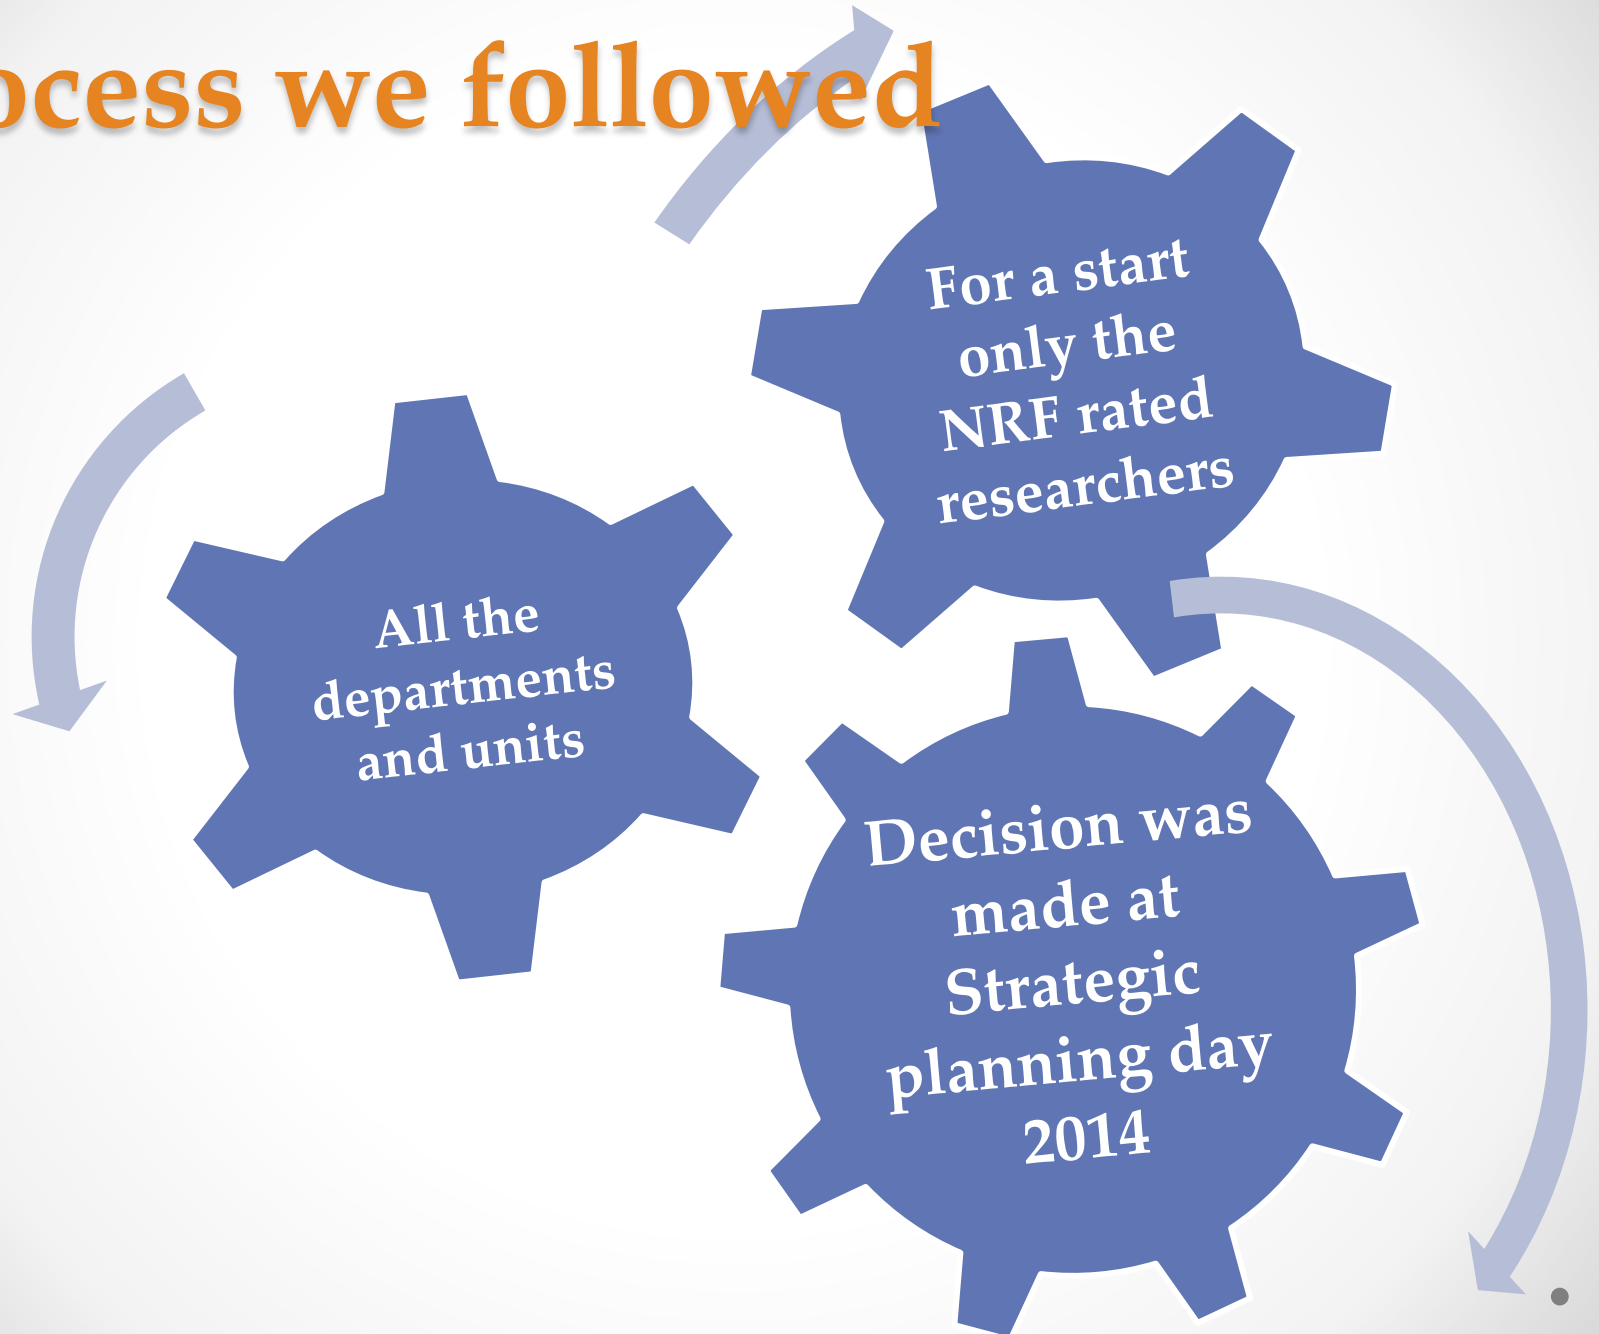 ocess we followed
For a start
only the
NRF rated
researchers
All the
departments
and units
Decision was
made at
Strategic
planning day
2014